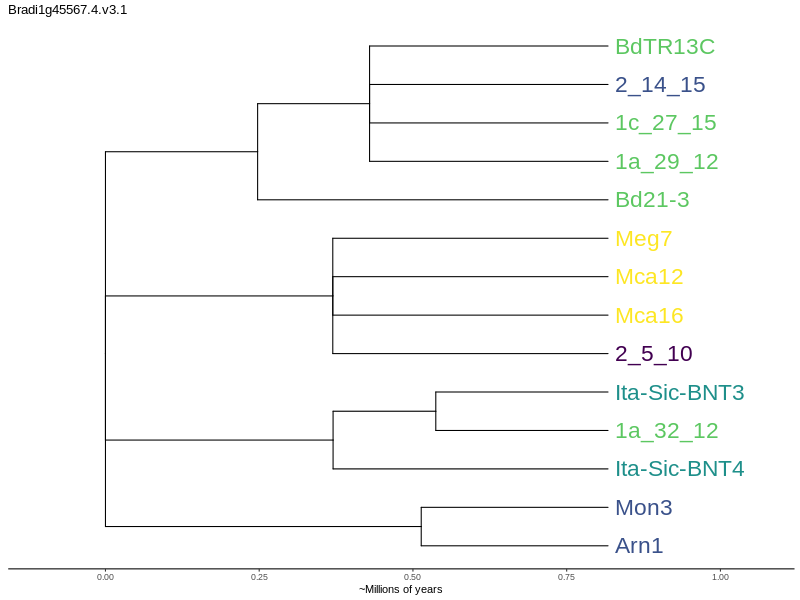 Bradi1g45567.4.v3.1
BdTR13C
2_14_15
1c_27_15
1a_29_12
Bd21-3
Meg7
Mca12
Mca16
2_5_10
Ita-Sic-BNT3
1a_32_12
Ita-Sic-BNT4
Mon3
Arn1
0.00 0.25 0.50 0.75 1.00
~Millions of years